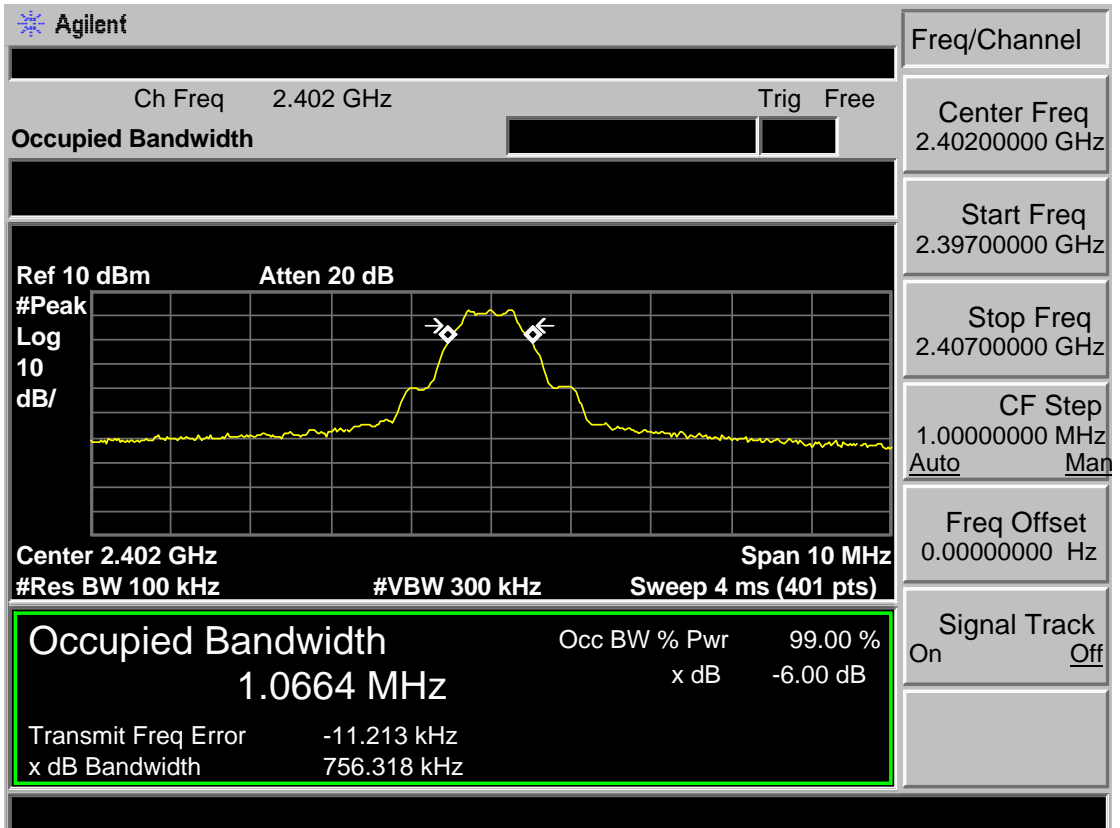 Agilent
Freq/Channel
Ch Freq 2.402 GHz Trig Free
Occupied Bandwidth
Center Freq
2.40200000 GHz
Start Freq
2.39700000 GHz
Stop Freq
2.40700000 GHz
CF Step
1.00000000 MHz
Auto Man
Freq Offset
0.00000000 Hz
Signal Track
On Off
Ref 10 dBm Atten 20 dB
#Peak
Log
10
dB/
Center 2.402 GHz Span 10 MHz
#Res BW 100 kHz #VBW 300 kHz Sweep 4 ms (401 pts)
Occupied Bandwidth Occ BW % Pwr 99.00 %
1.0664 MHz x dB -6.00 dB
Transmit Freq Error -11.213 kHz
x dB Bandwidth 756.318 kHz